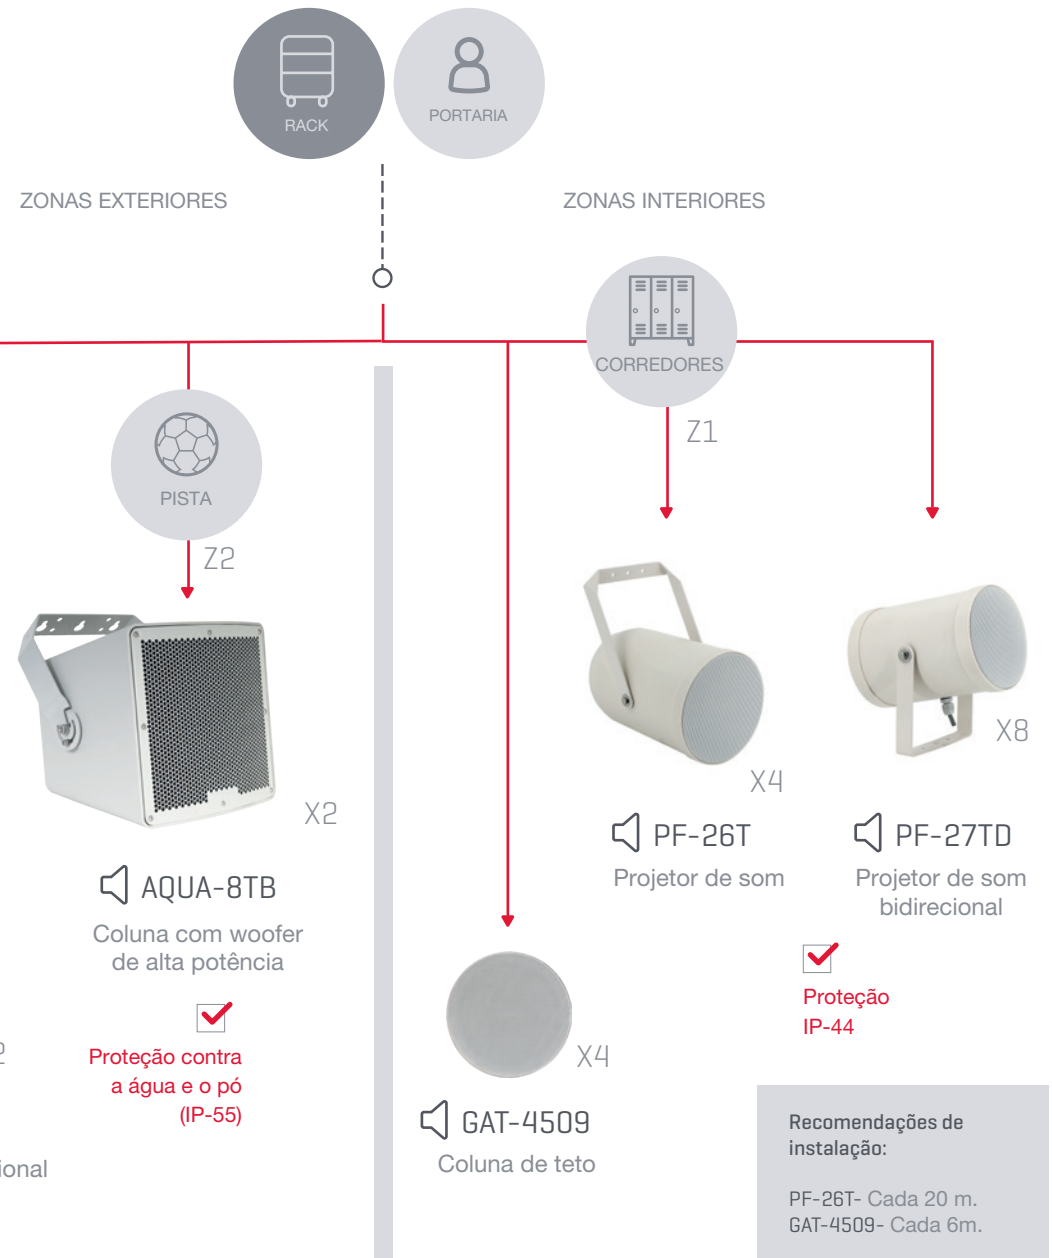 RACK
PORTARIA
ZONAS EXTERIORES
ZONAS INTERIORES
CORREDORES
Z1
PISTA
Z2
X2
AQUA-8TB
Coluna com woofer
de alta potência
Proteção contra
a água e o pó
(IP-55)
2
ional
X4
PF-26T
Projetor de som
X8
PF-27TD
Projetor de som
bidirecional
Proteção
IP-44
X4
GAT-4509
Coluna de teto
Recomendações de
instalação:
PF-26T- Cada 20 m.
GAT-4509- Cada 6m.